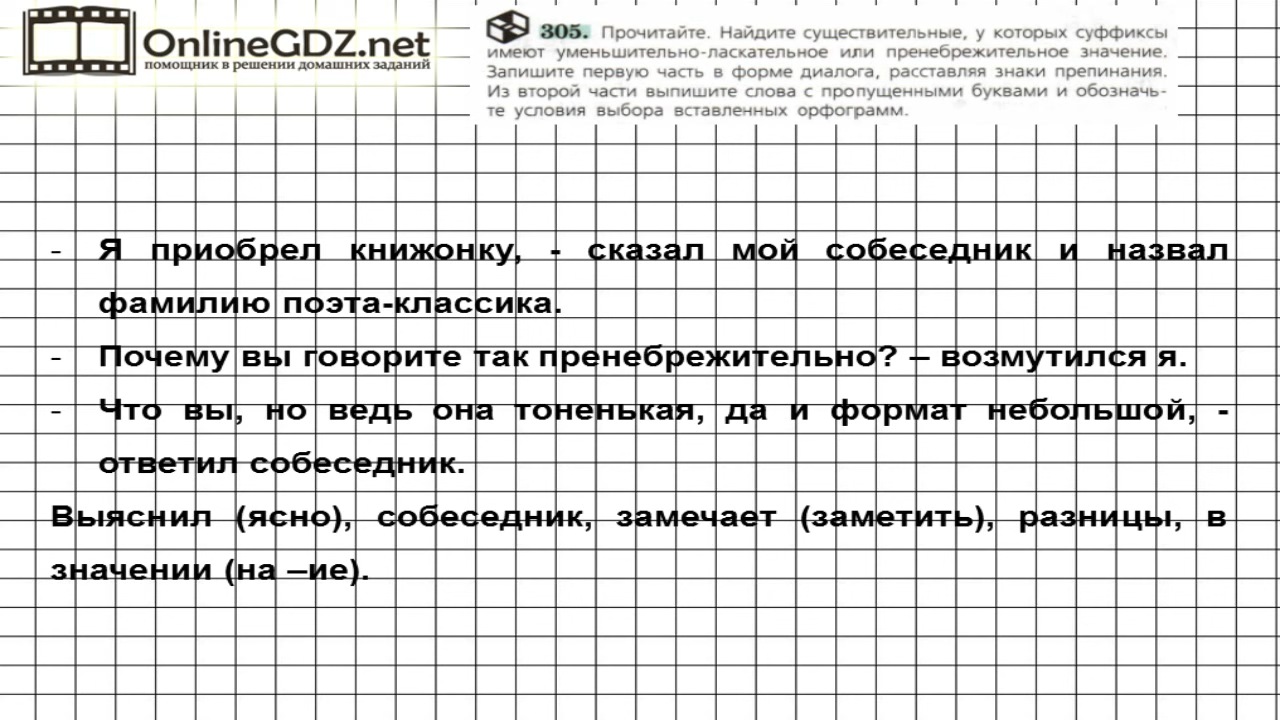 OnlineGDZ.net
помощник в решении домашних заданий
305. Прочитайте. Найдите существительные, у которых суффиксы
имеют уменьшительно-ласкательное или пренебрежительное значение.
Запишите первую часть в форме диалога, расставляя знаки препинания.
Из второй части выпишите слова с пропущенными буквами и обозначь-
те условия выбора вставленных орфограмм.
- Я приобрел книжонку, - сказал мой собеседник и назвал
фамилию поэта-классика.
- Почему вы говорите так пренебрежительно? – возмутился я.
- Что вы, но ведь она тоненькая, да и формат небольшой, -
ответил собеседник.
Выяснил (ясно), собеседник, замечает (заметить), разницы, в
значении (на –ие).